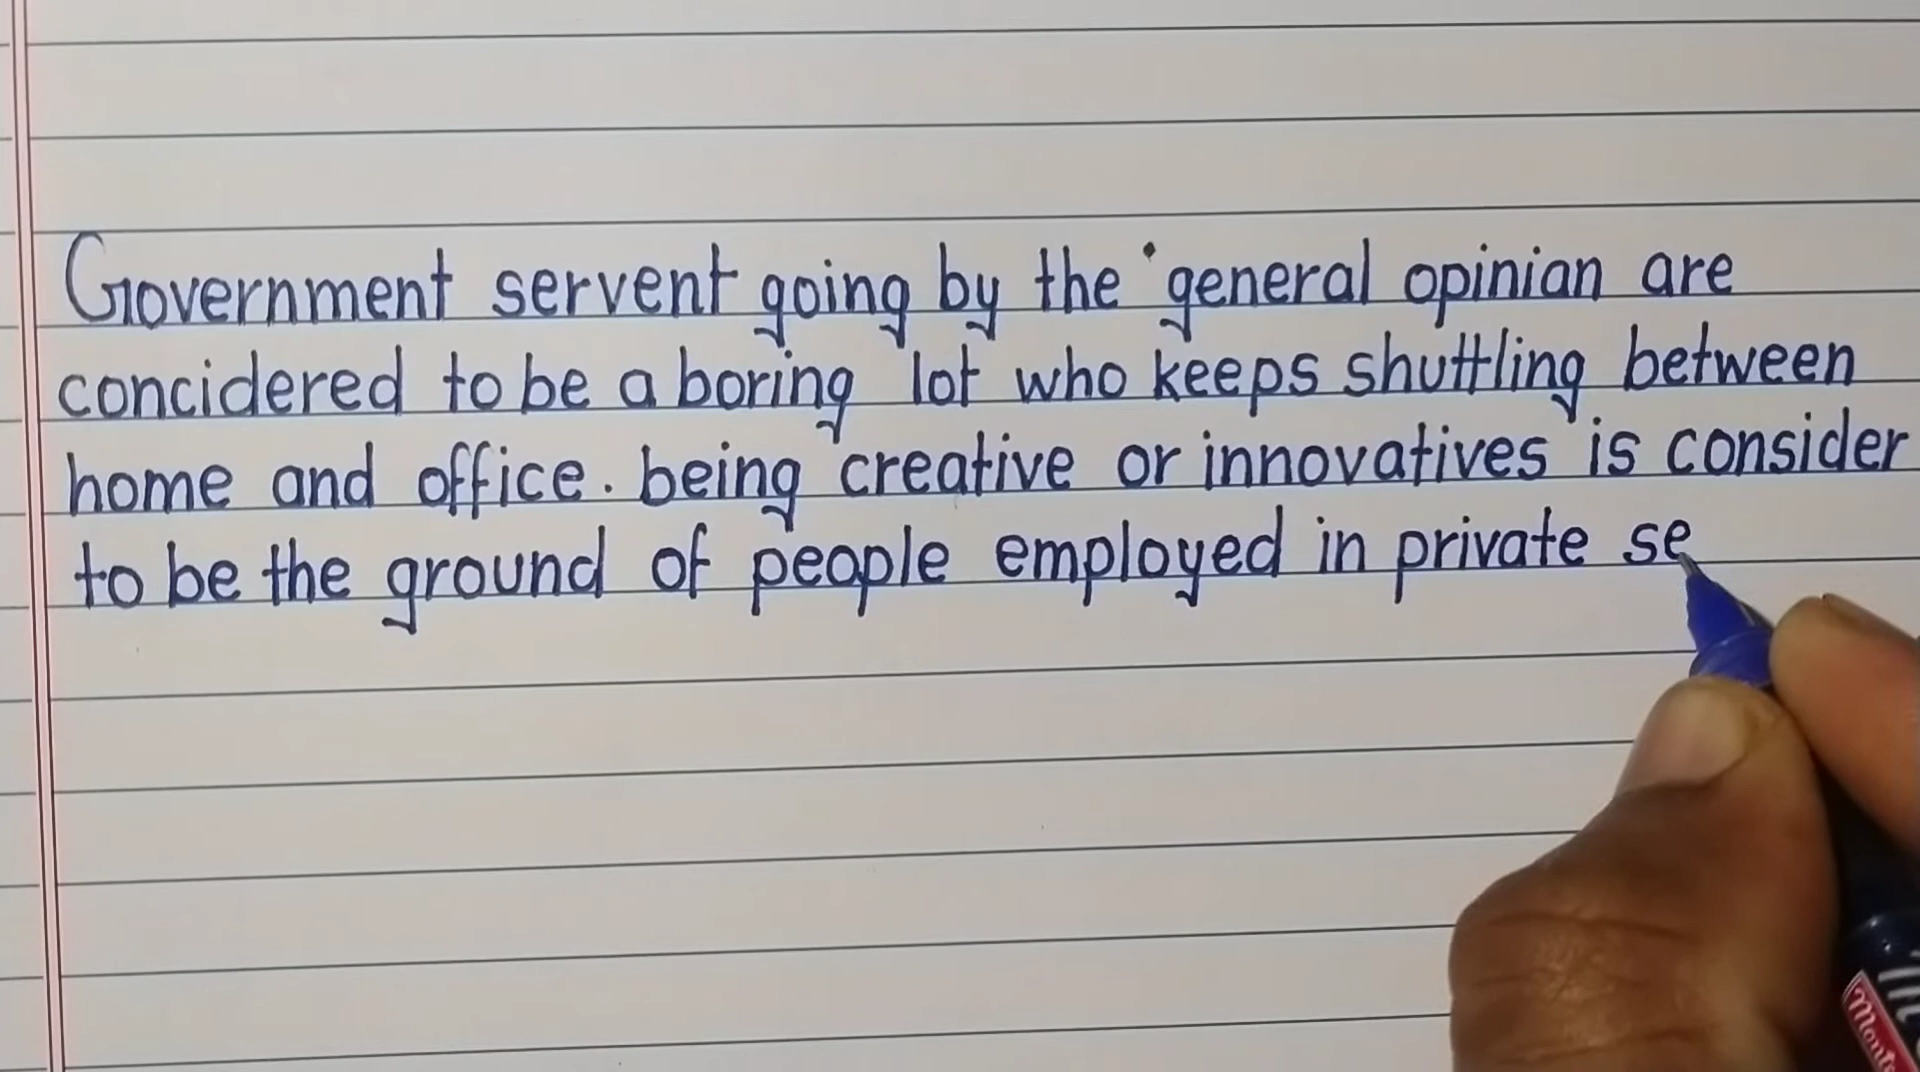 Government servent going by the general opinian are
concidered to be a boring lot who keeps shuttling between
home and office. being creative or innovatives is consider
to be the ground of people employed in private se